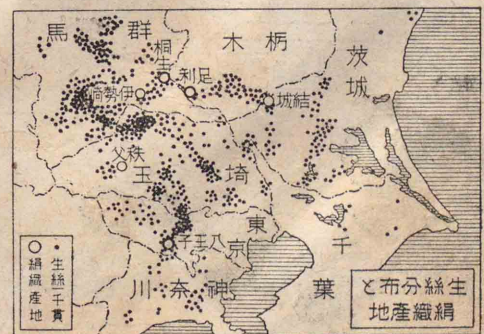 茨城
栃木
群馬
桐生
足利
結城
伊勢崎
秩父
埼玉
東京
八王子
千葉
神奈川
生絲分布と
絹織產地
• 生絲一千貫
○ 絹織產地